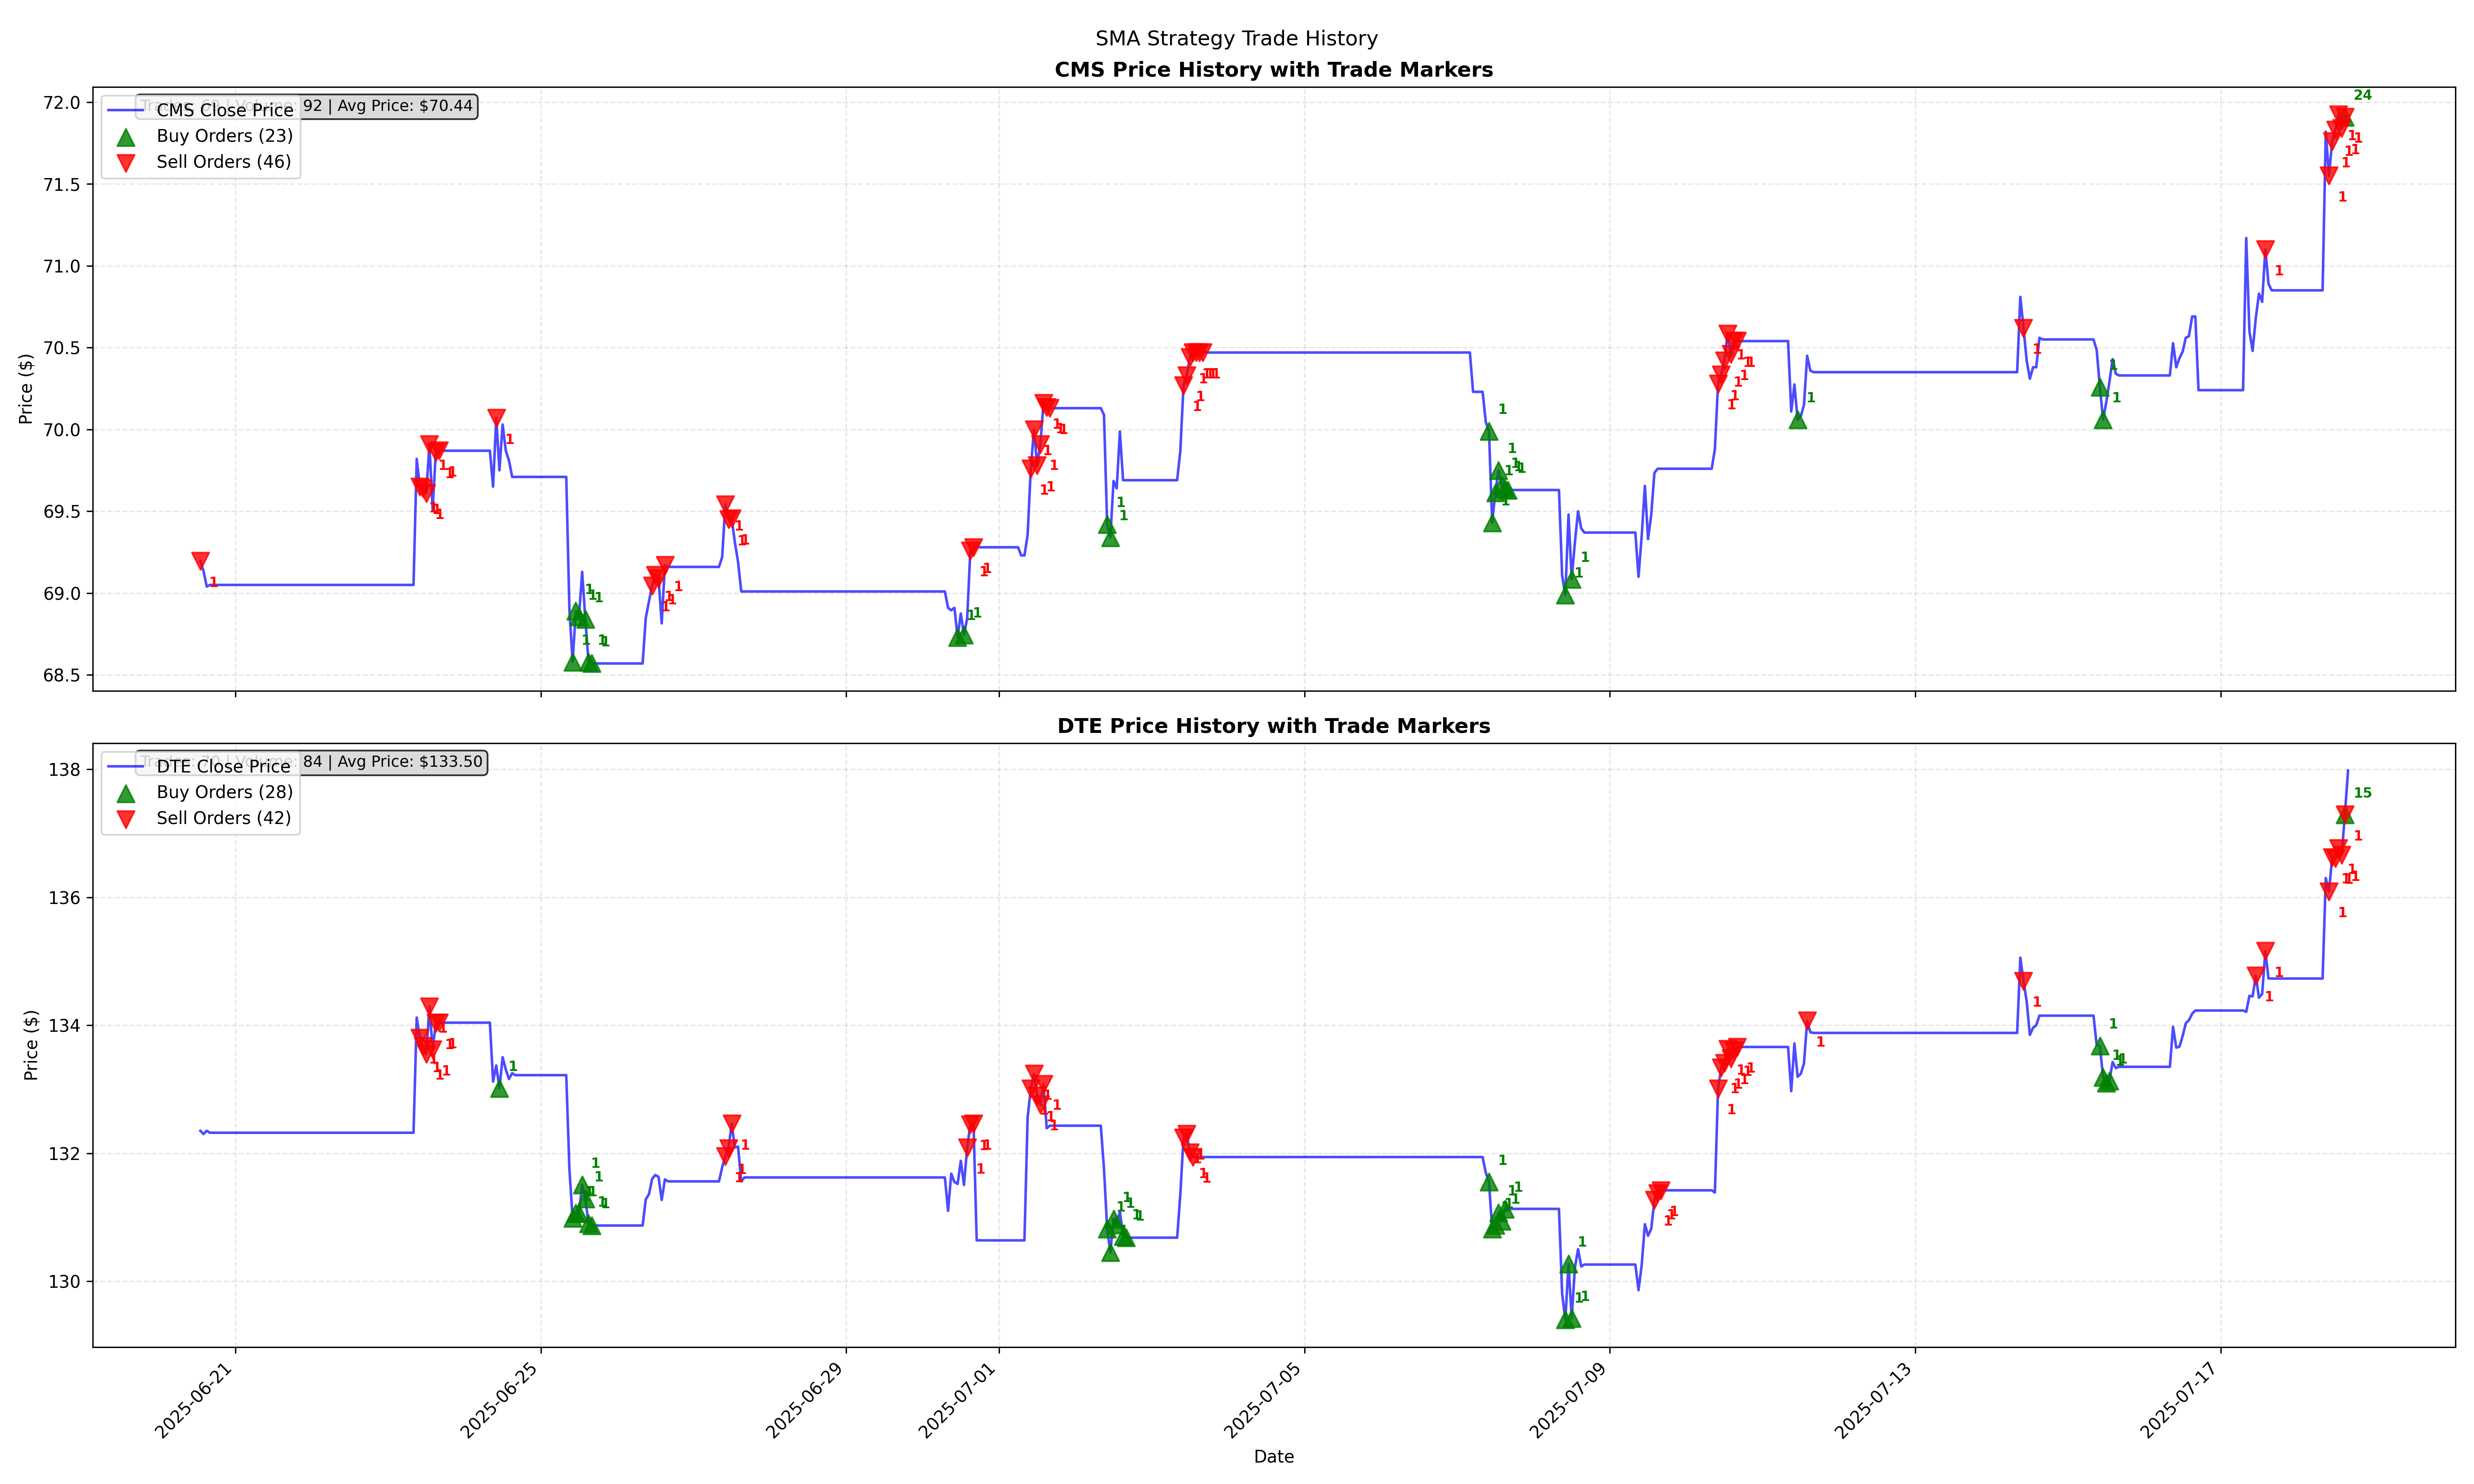 SMA Strategy Trade History
CMS Price History with Trade Markers
92 | Avg Price: $70.44
CMS Close Price
Buy Orders (23)
Sell Orders (46)
24
72.0
71.5
71.0
70.5
70.0
69.5
69.0
68.5
Price ($)
DTE Price History with Trade Markers
84 | Avg Price: $133.50
DTE Close Price
Buy Orders (28)
Sell Orders (42)
15
138
136
134
132
130
Price ($)
2025-06-21
2025-06-25
2025-06-29
2025-07-01
2025-07-05
2025-07-09
2025-07-13
2025-07-17
Date